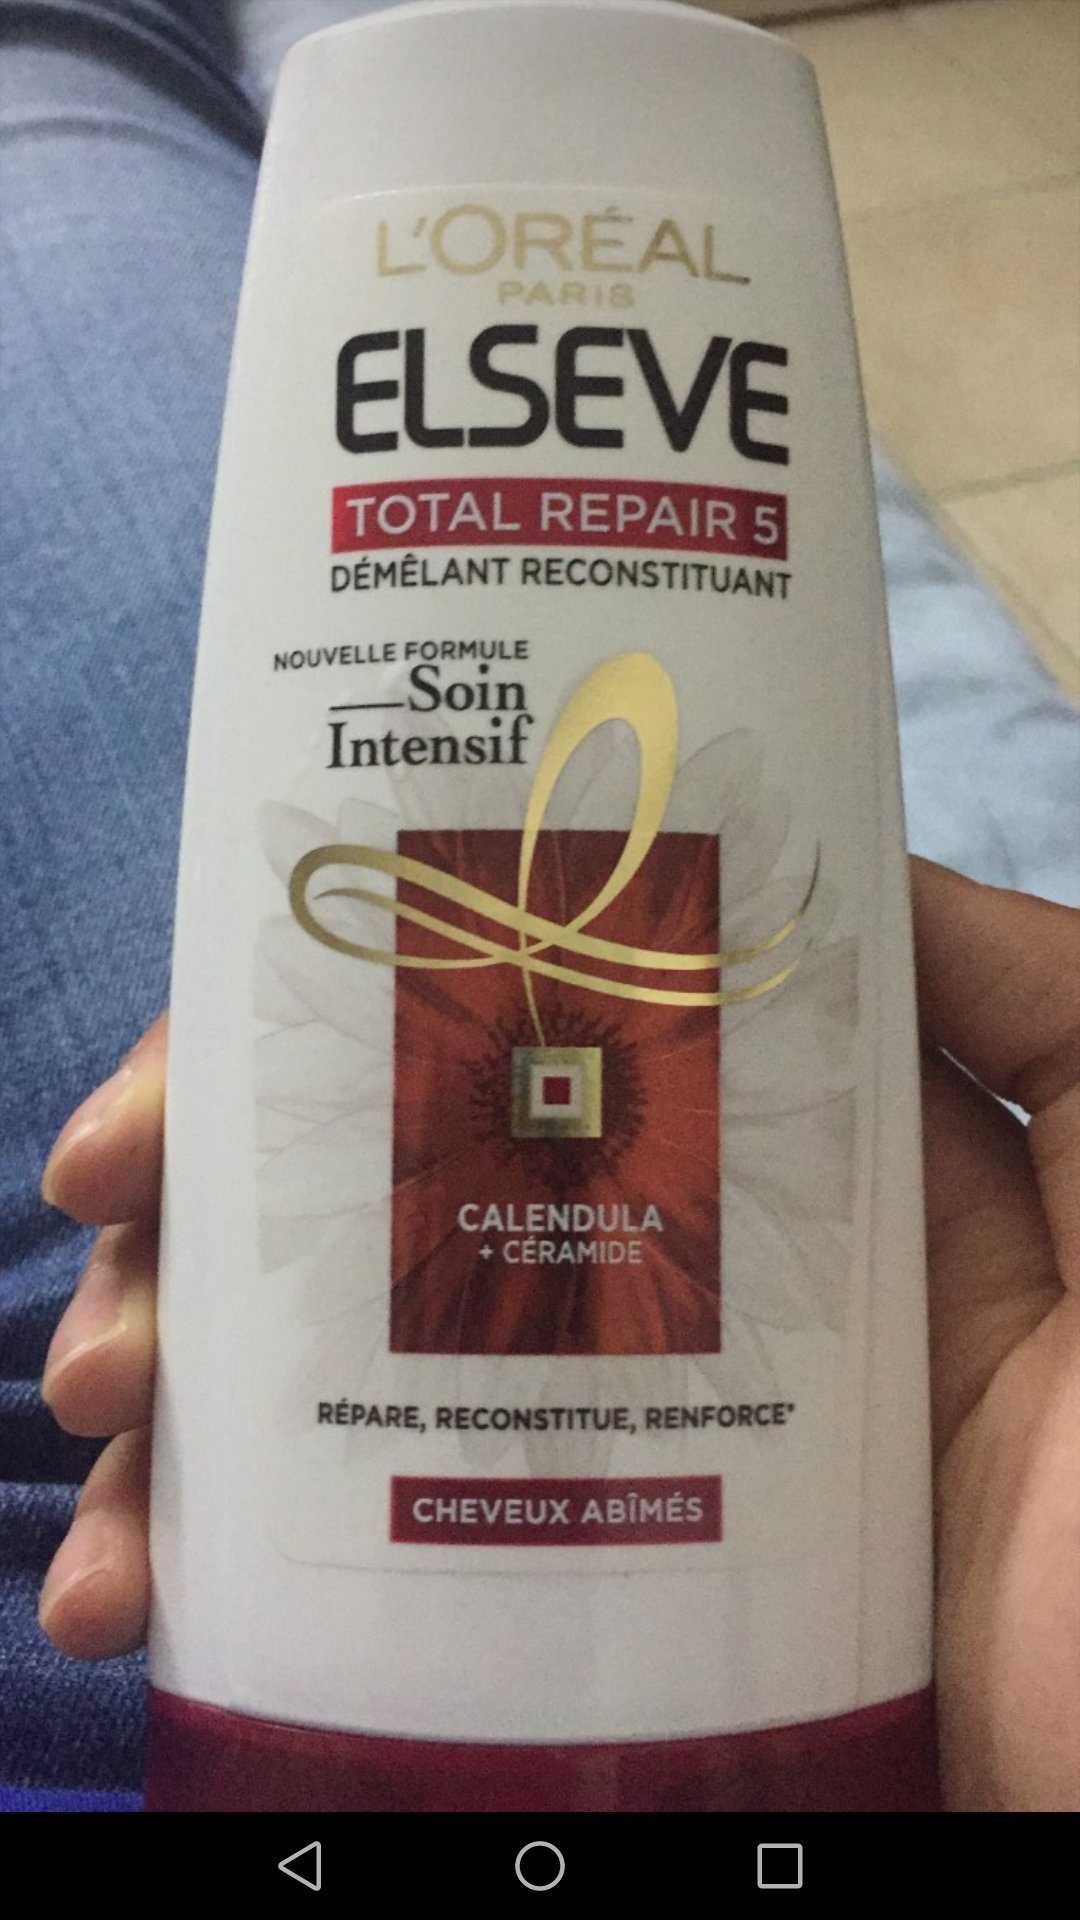 L'ORÉAL
PARIS
ELSEVE
TOTAL REPAIR 5
DÉMÊLANT RECONSTITUANT
NOUVELLE FORMULE
Soin
Intensif
CALENDULA
+ CÉRAMIDE
RÉPARE, RECONSTITUE, RENFORCE*
CHEVEUX ABÎMÉS